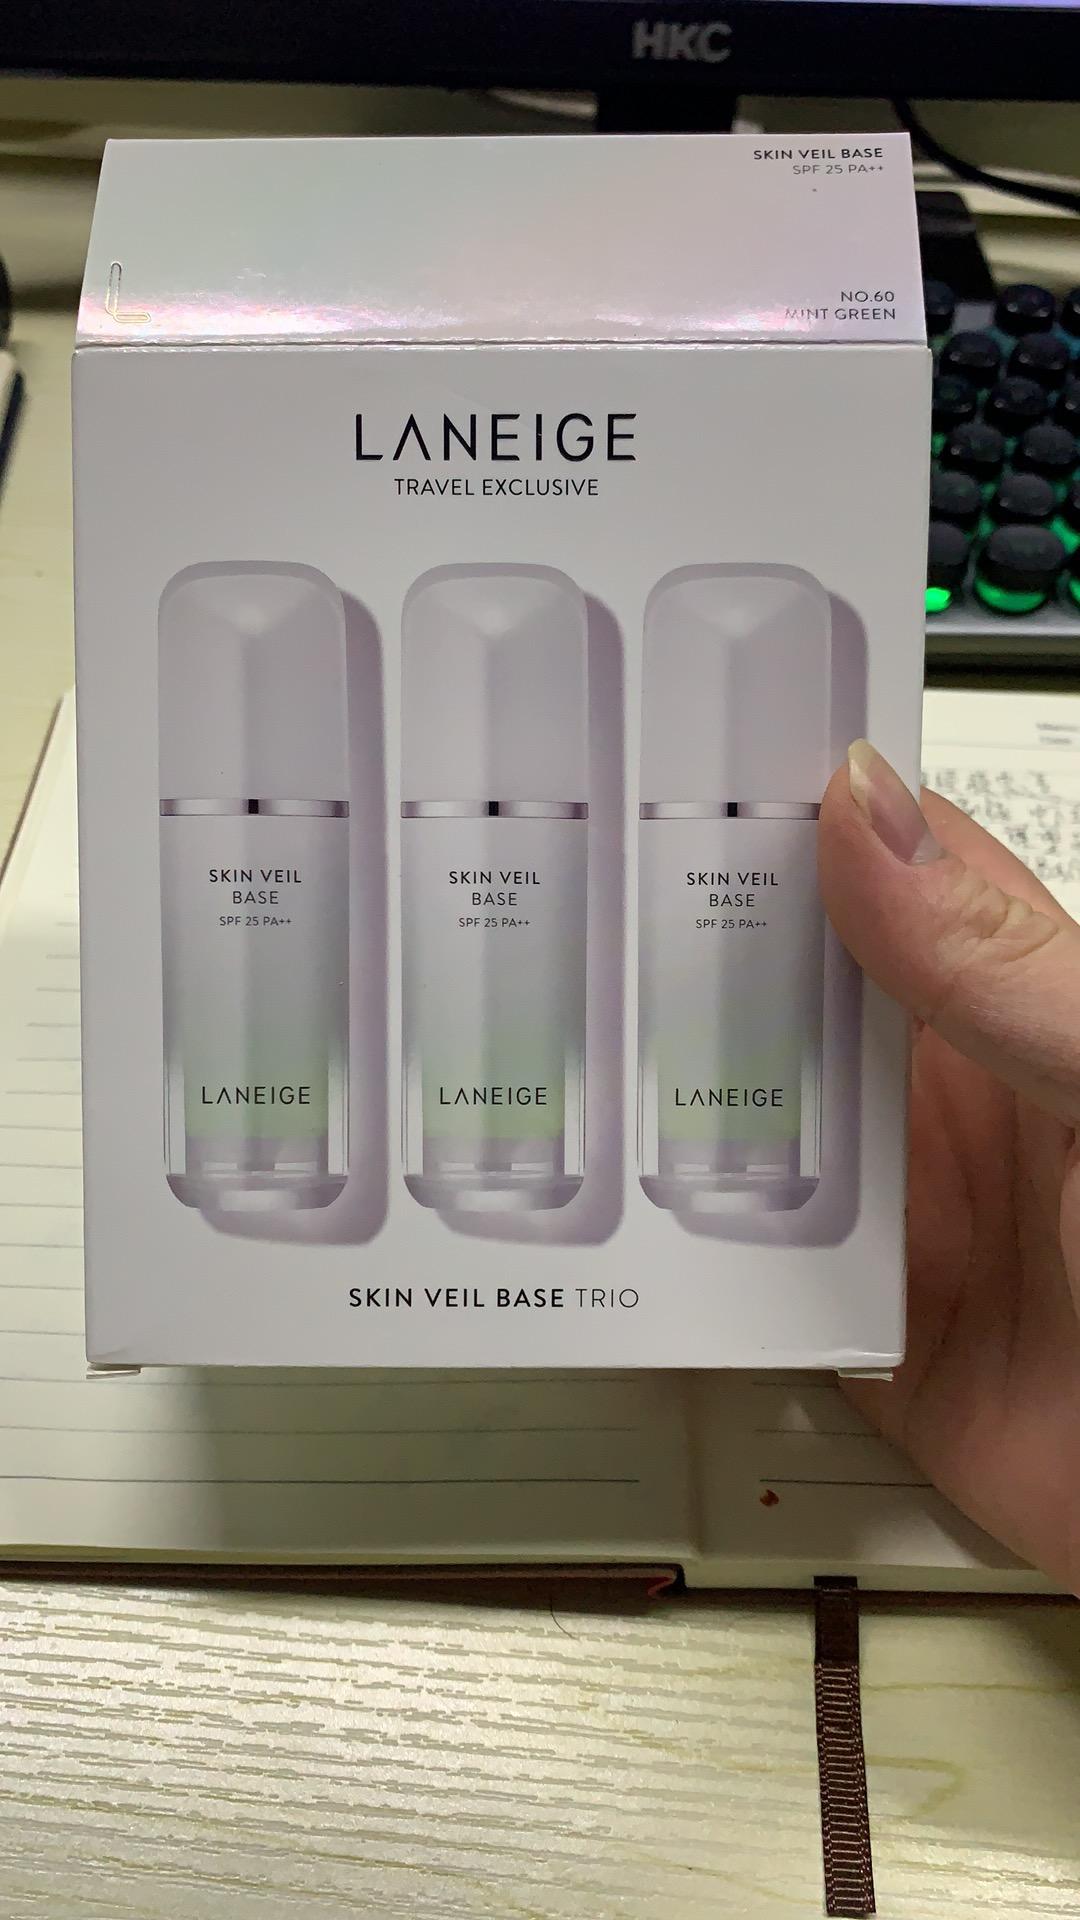 HKC
SKIN VEIL BASE
SPF 25 PA++
NO.60
MINT GREEN
LANEIGE
TRAVEL EXCLUSIVE
SKIN VEIL
BASE
SPF 25 PA++
LANEIGE
SKIN VEIL
BASE
SPF 25 PA++
LANEIGE
SKIN VEIL
BASE
SPF 25 PA++
LANEIGE
SKIN VEIL BASE TRIO